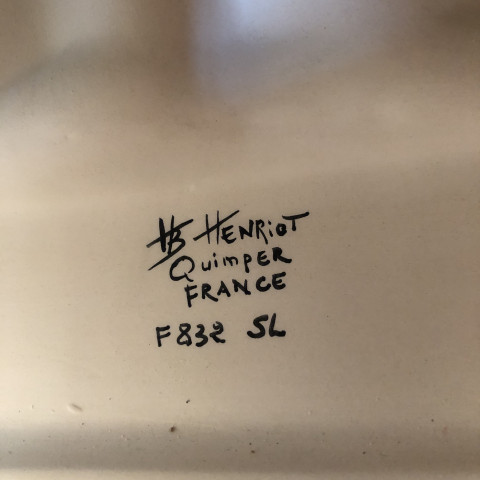 HB HENRIOT
QUIMPER
FRANCE
F832 SL